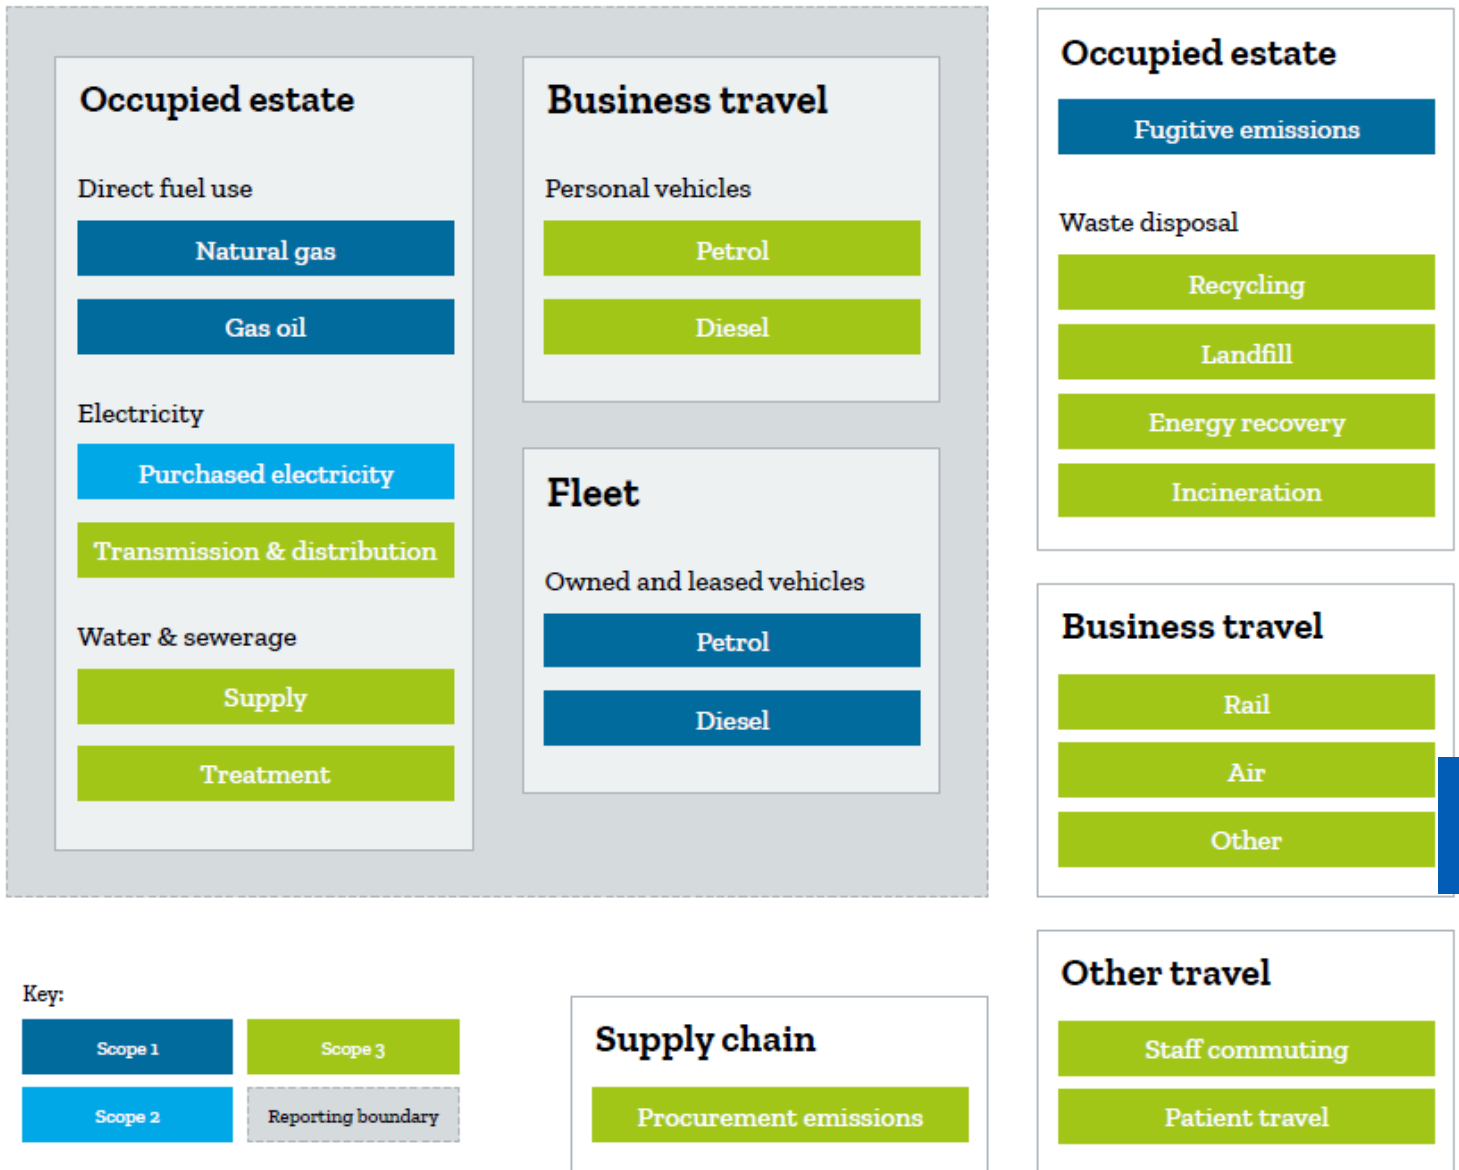 Occupied estate
Direct fuel use
Natural gas
Gas oil
Electricity
Purchased electricity
Transmission & distribution
Water & sewerage
Supply
Treatment
Business travel
Personal vehicles
Petrol
Diesel
Fleet
Owned and leased vehicles
Petrol
Diesel
Occupied estate
Fugitive emissions
Waste disposal
Recycling
Landfill
Energy recovery
Incineration
Business travel
Rail
Air
Other
Other travel
Staff commuting
Patient travel
Supply chain
Procurement emissions
Key:
Scope 1
Scope 3
Scope 2
Reporting boundary